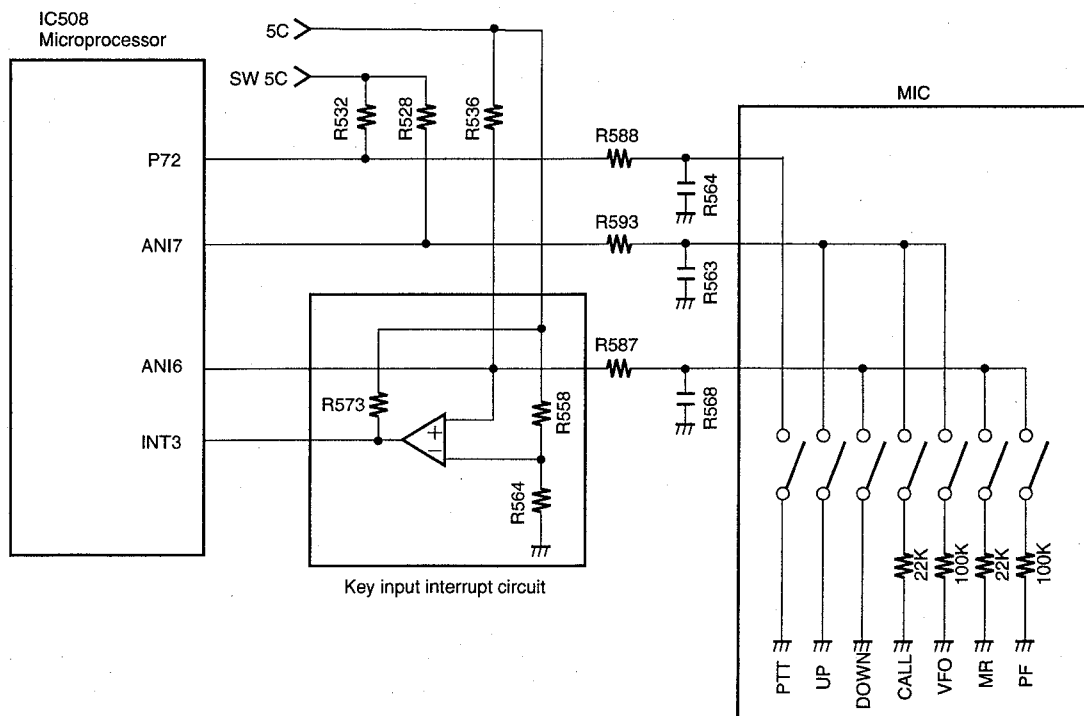 IC508
Microprocessor
5C
SW 5C
MIC
R532
R528
R536
R588
P72
R564
R593
ANI7
R563
R587
ANI6
R573
R558
R568
INT3
+
−
R564
22K
100K
22K
100K
Key input interrupt circuit
PTT
UP
DOWN
CALL
VFO
MR
PF